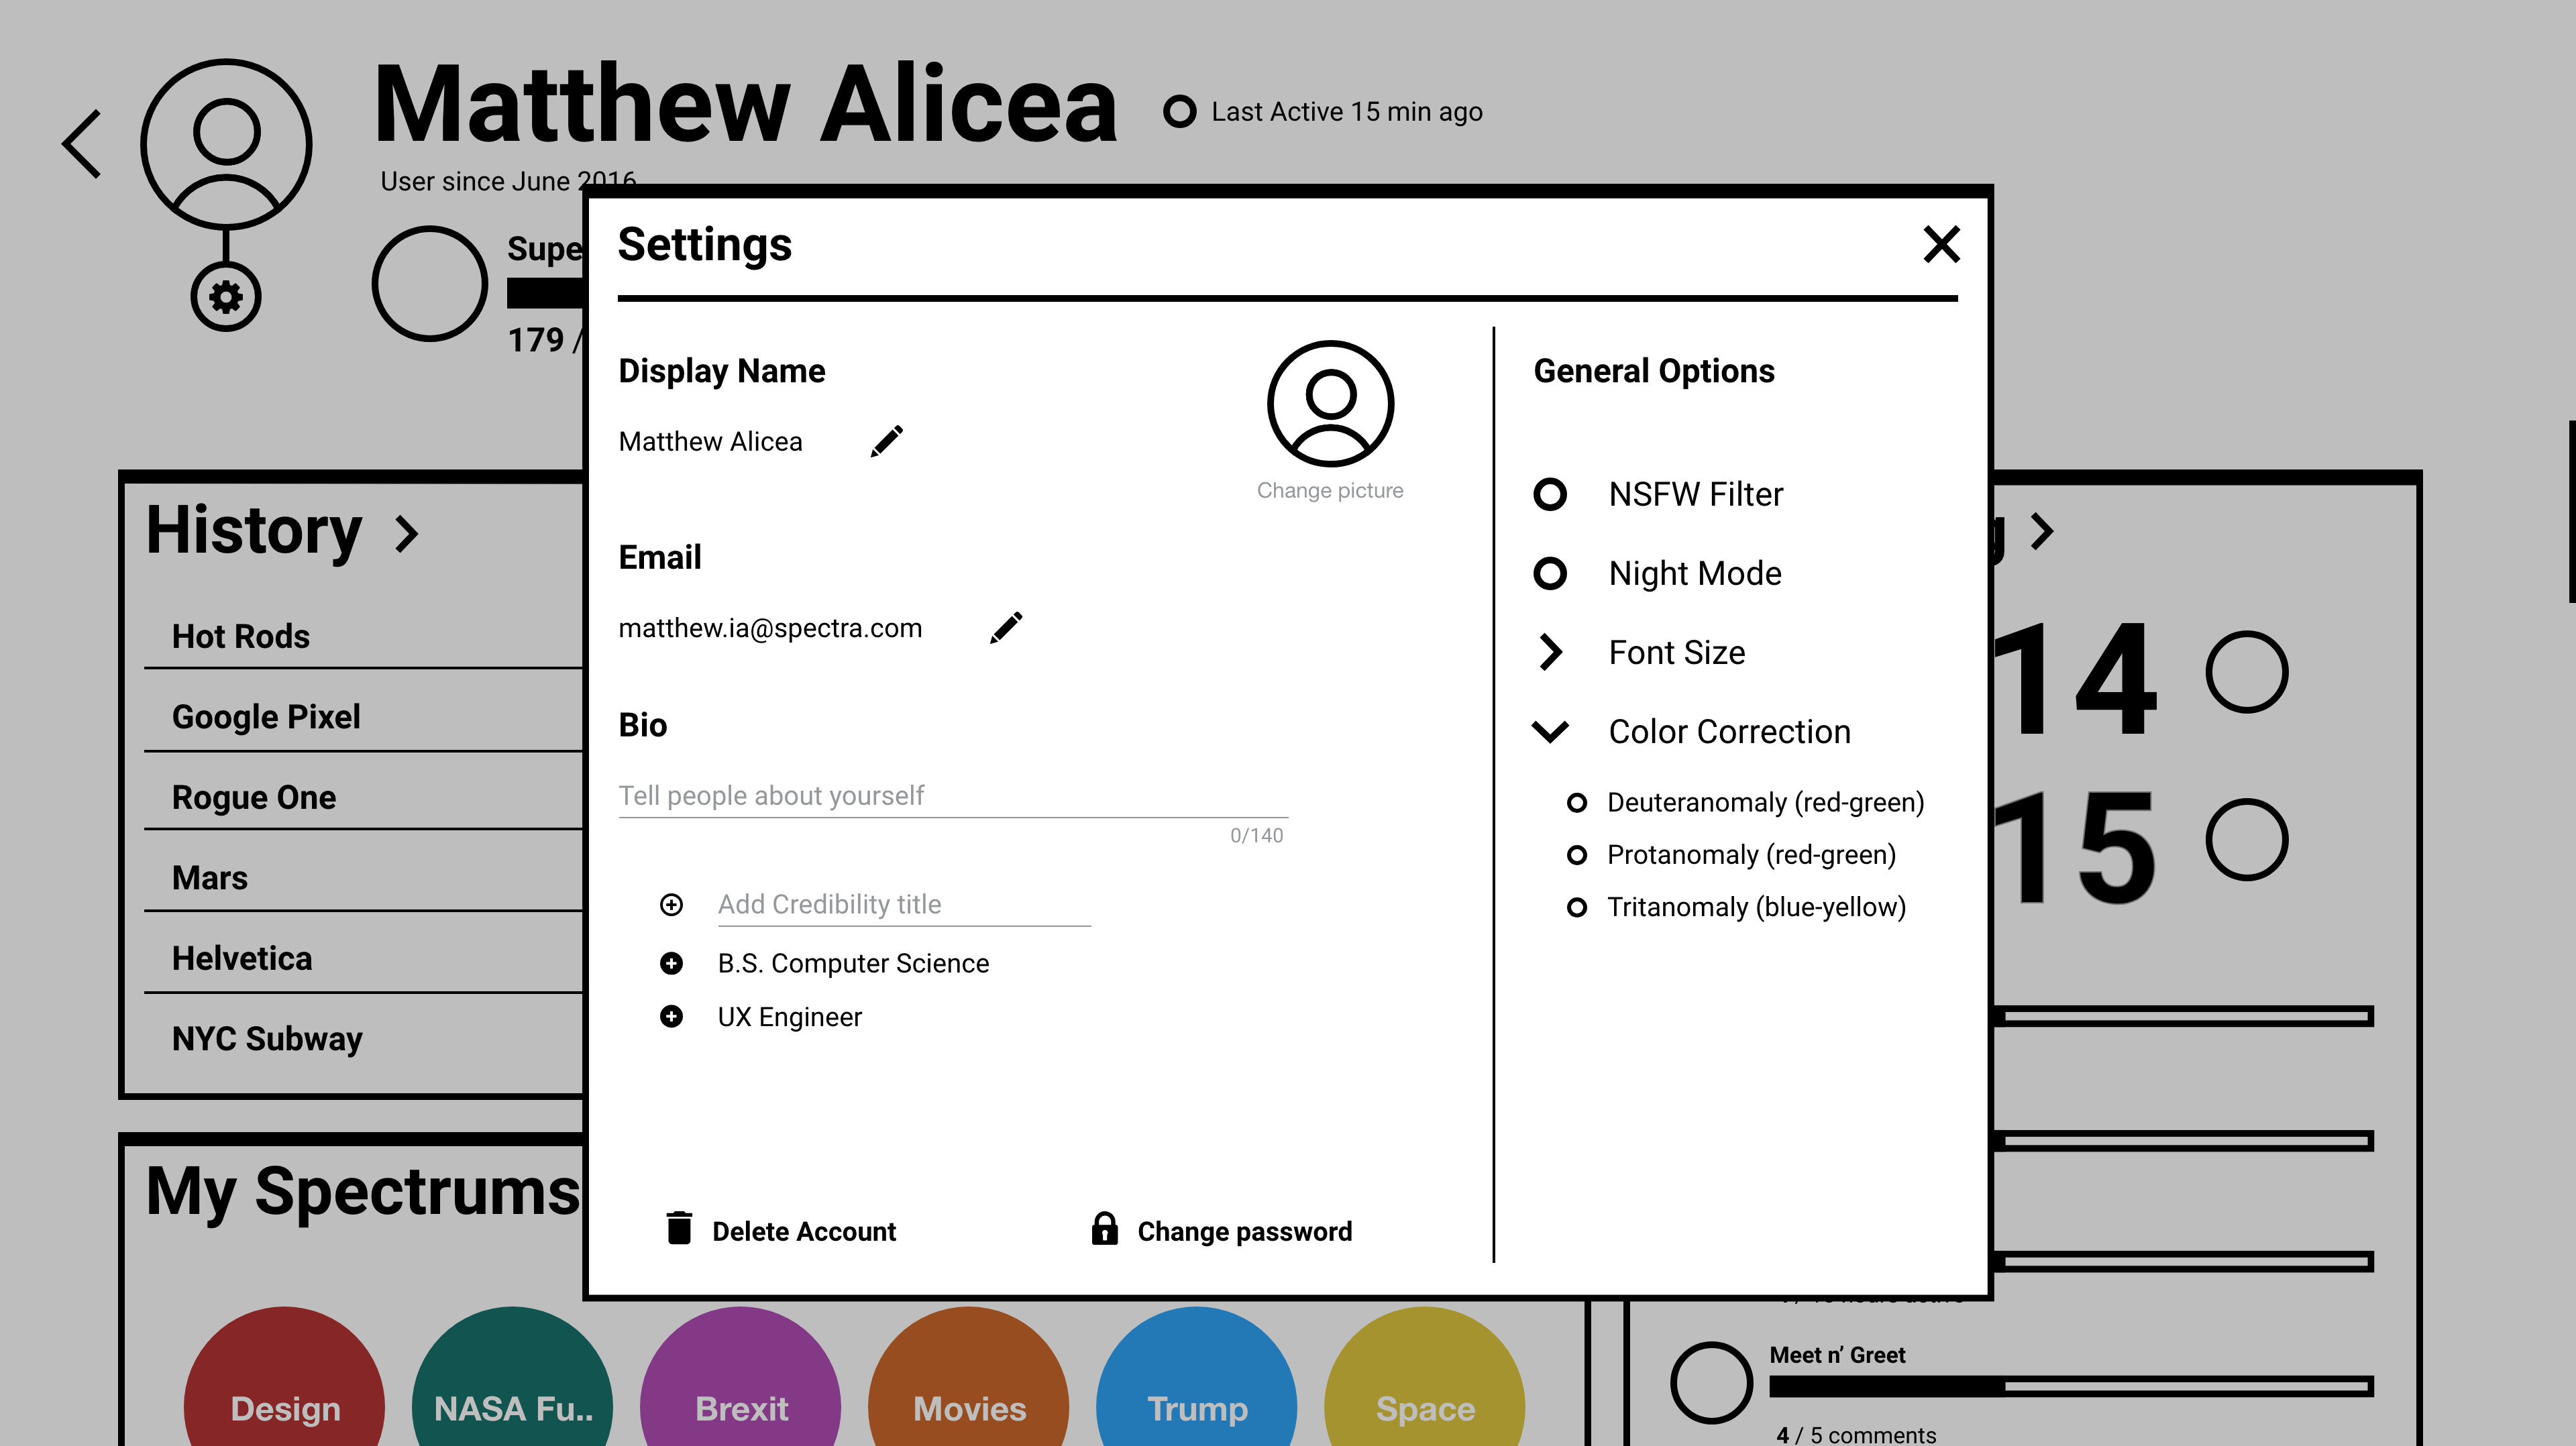 Matthew Alicea
Last Active 15 min ago
User since June 2016
179 /
Settings
Display Name
Matthew Alicea
Change picture
Email
matthew.ia@spectra.com
Bio
Tell people about yourself
0/140
Add Credibility title
B.S. Computer Science
UX Engineer
Delete Account
Change password
General Options
NSFW Filter
Night Mode
Font Size
Color Correction
Deuteranomaly (red-green)
Protanomaly (red-green)
Tritanomaly (blue-yellow)
History
Hot Rods
Google Pixel
Rogue One
Mars
Helvetica
NYC Subway
14
15
My Spectrums
Design
NASA Fu..
Brexit
Movies
Trump
Space
Meet n’ Greet
4 / 5 comments